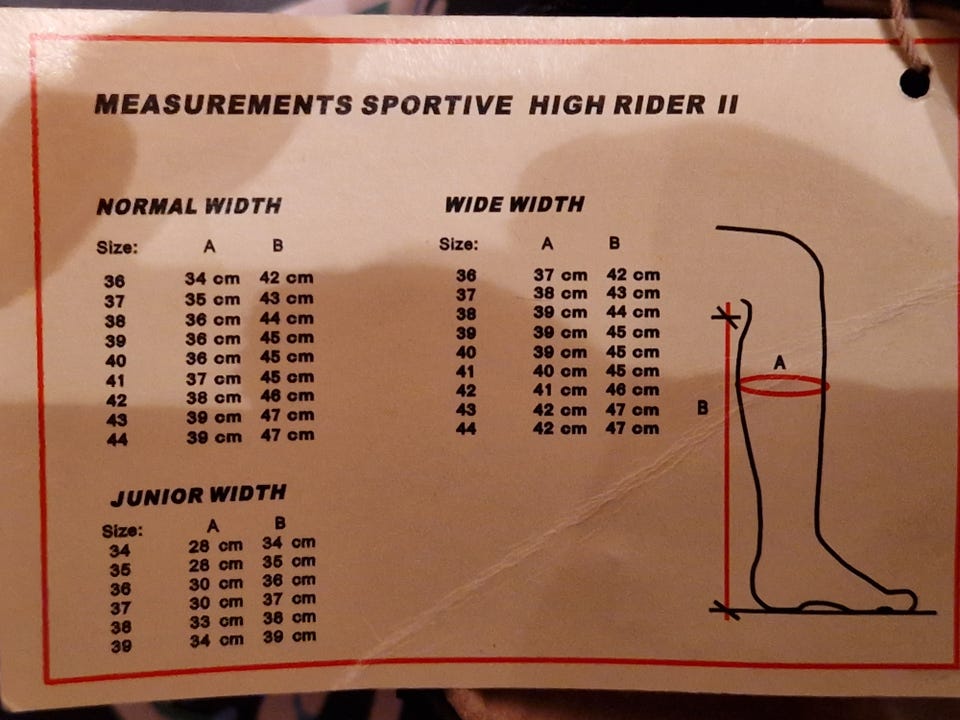 MEASUREMENTS SPORTIVE HIGH RIDER II
NORMAL WIDTH
Size: A B
36 34 cm 42 cm
37 35 cm 43 cm
38 36 cm 44 cm
39 36 cm 45 cm
40 36 cm 45 cm
41 37 cm 45 cm
42 38 cm 46 cm
43 39 cm 47 cm
44 39 cm 47 cm
WIDE WIDTH
Size: A B
36 37 cm 42 cm
37 38 cm 43 cm
38 39 cm 44 cm
39 39 cm 45 cm
40 39 cm 45 cm
41 40 cm 45 cm
42 41 cm 46 cm
43 42 cm 47 cm
44 42 cm 47 cm
A
B
JUNIOR WIDTH
Size: A B
34 28 cm 34 cm
35 28 cm 35 cm
36 30 cm 36 cm
37 30 cm 37 cm
38 33 cm 38 cm
39 34 cm 39 cm